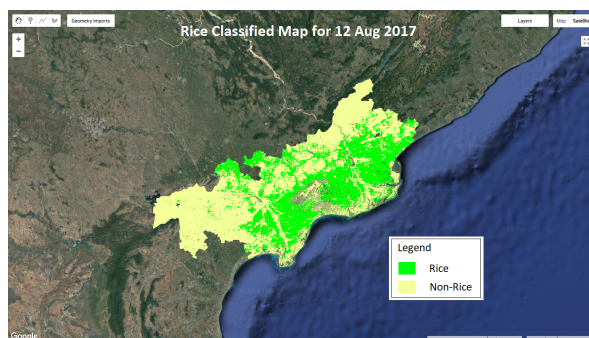 Geometry Imports
Rice Classified Map for 12 Aug 2017
Layers
Map
Satellite
+
−
Legend
Rice
Non-Rice
Google